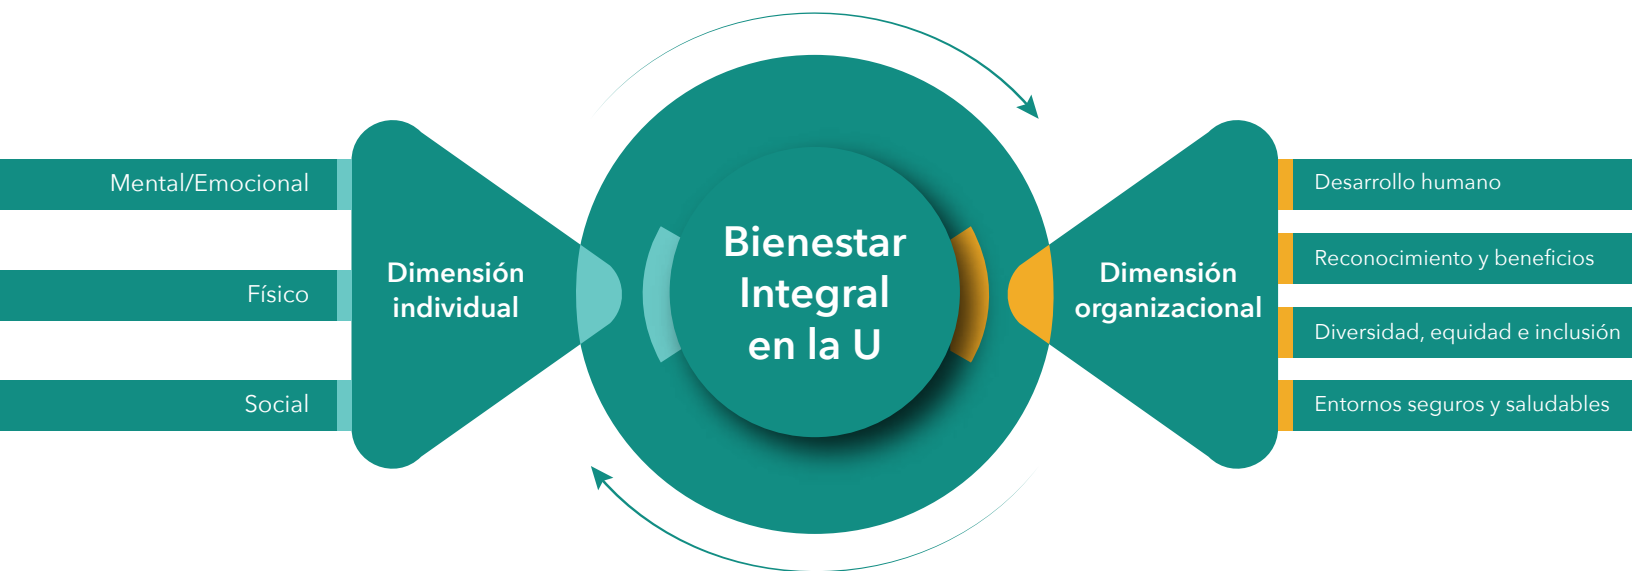 Mental/Emocional
Físico
Social
Dimensión
individual
Bienestar
Integral
en la U
Dimensión
organizacional
Desarrollo humano
Reconocimiento y beneficios
Diversidad, equidad e inclusión
Entornos seguros y saludables